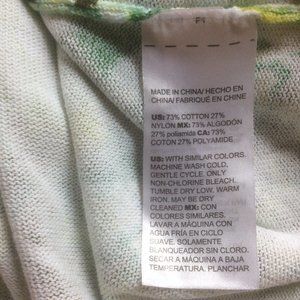 MADE IN CHINA/ HECHO EN
CHINA/ FABRIQUÉ EN CHINE
US: 73% COTTON 27%
NYLON MX: 73% ALGODÓN
27% poliamida CA: 73%
COTON 27% POLYAMIDE
US: WITH SIMILAR COLORS.
MACHINE WASH COLD,
GENTLE CYCLE. ONLY
NON-CHLORINE BLEACH.
TUMBLE DRY LOW. WARM
IRON. MAY BE DRY
CLEANED MX: CON
COLORES SIMILARES.
LAVAR A MÁQUINA CON
AGUA FRÍA EN CICLO
SUAVE. SOLAMENTE
BLANQUEADOR SIN CLORO.
SECAR A MÁQUINA A BAJA
TEMPERATURA. PLANCHAR